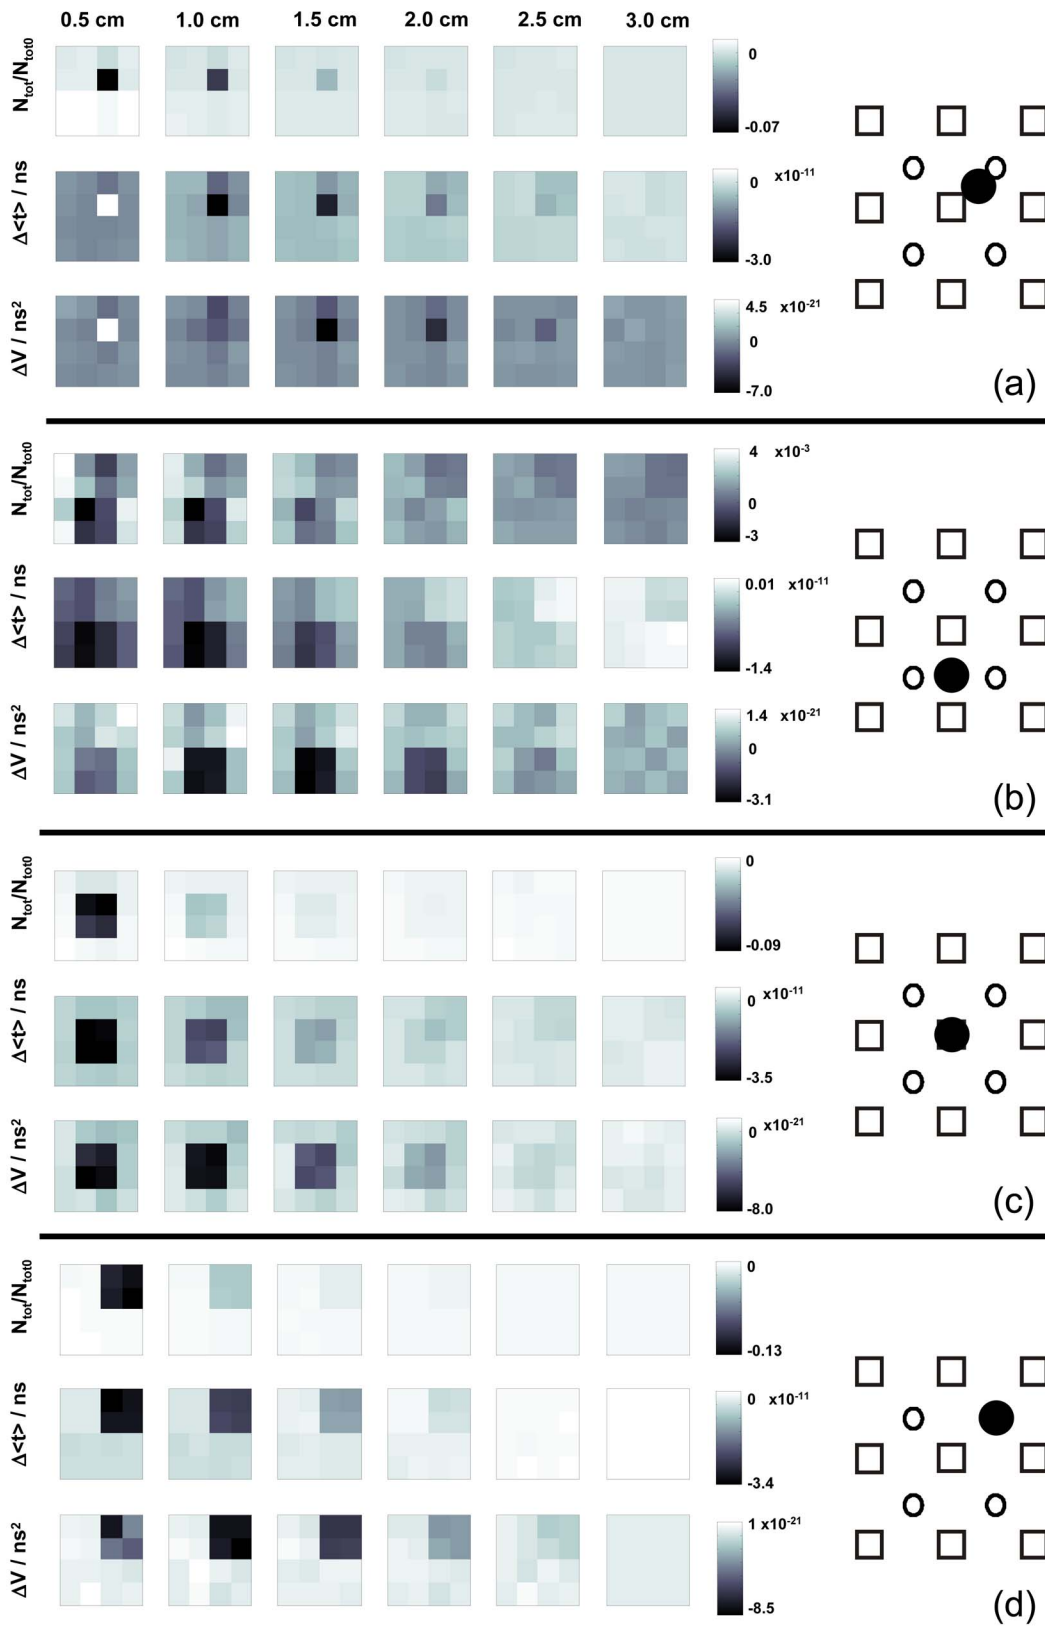 0.5 cm 1.0 cm 1.5 cm 2.0 cm 2.5 cm 3.0 cm
Ntot/Ntot0
0
-0.07
Δ<t> / ns
0 x10-11
-3.0
ΔV / ns2
4.5 x10-21
0
-7.0
(a)
Ntot/Ntot0
4 x10-3
0
-3
Δ<t> / ns
0.01 x10-11
-1.4
ΔV / ns2
1.4 x10-21
0
-3.1
(b)
Ntot/Ntot0
0
-0.09
Δ<t> / ns
0 x10-11
-3.5
ΔV / ns2
0 x10-21
-8.0
(c)
Ntot/Ntot0
0
-0.13
Δ<t> / ns
0 x10-11
-3.4
ΔV / ns2
1 x10-21
-8.5
(d)